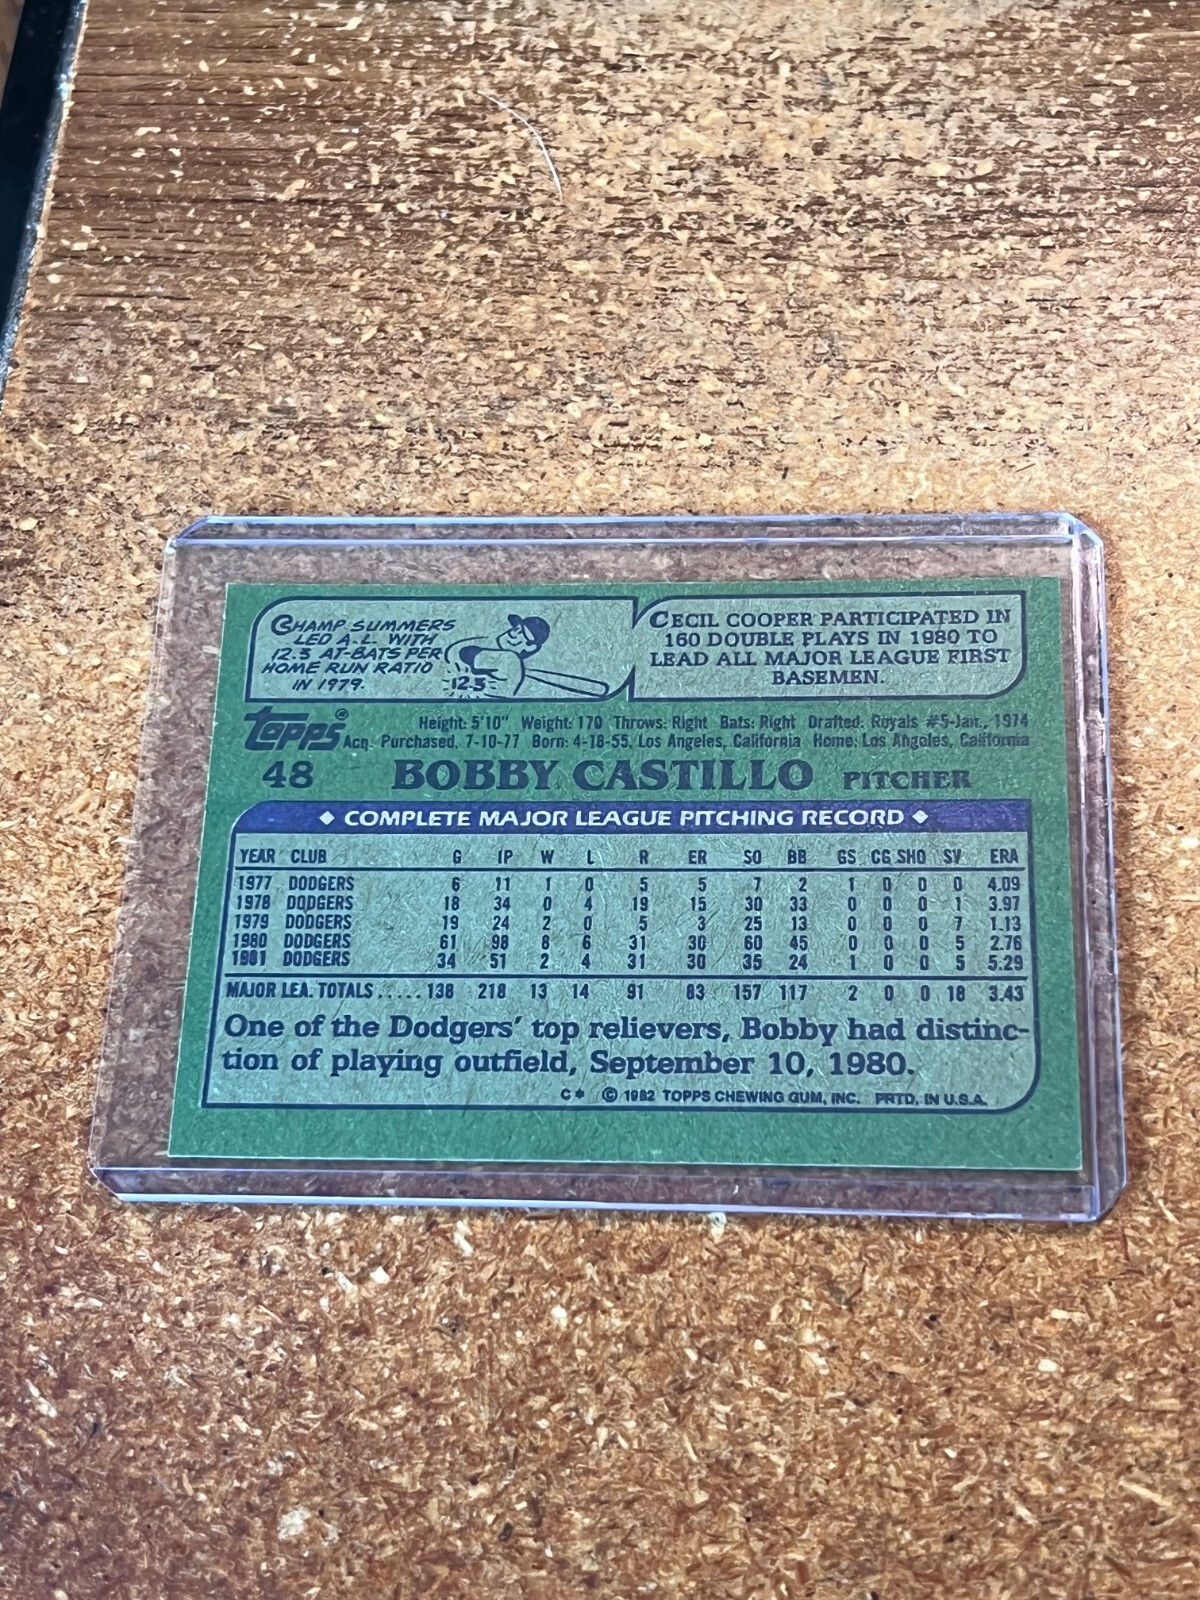 CHAMP SUMMERS
LED A.L. WITH
12.3 AT-BATS PER
HOME RUN RATIO
IN 1979.
12.3
CECIL COOPER PARTICIPATED IN
160 DOUBLE PLAYS IN 1980 TO
LEAD ALL MAJOR LEAGUE FIRST
BASEMEN.
topps®
Height: 5'10" Weight: 170 Throws: Right Bats: Right Drafted: Royals #5-Jan., 1974
Acq. Purchased, 7-10-77 Born: 4-18-55, Los Angeles, California Home: Los Angeles, California
48 BOBBY CASTILLO PITCHER
◆ COMPLETE MAJOR LEAGUE PITCHING RECORD ◆
YEAR CLUB G IP W L R ER SO BB GS CG SHO SV ERA
1977 DODGERS 6 11 1 0 5 5 7 2 1 0 0 0 4.09
1978 DODGERS 18 34 0 4 19 15 30 33 0 0 0 1 3.97
1979 DODGERS 19 24 2 0 5 3 25 13 0 0 0 7 1.13
1980 DODGERS 61 98 8 6 31 30 60 45 0 0 0 5 2.76
1981 DODGERS 34 51 2 4 31 30 35 24 1 0 0 5 5.29
MAJOR LEA. TOTALS ..... 138 218 13 14 91 83 157 117 2 0 0 18 3.43
One of the Dodgers' top relievers, Bobby had distinc-
tion of playing outfield, September 10, 1980.
C* © 1982 TOPPS CHEWING GUM, INC. PRTD. IN U.S.A.